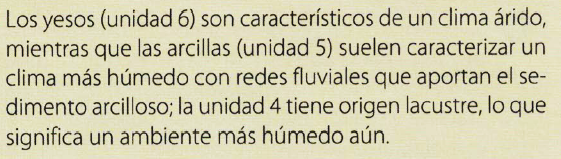 Los yesos (unidad 6) son característicos de un clima árido,
mientras que las arcillas (unidad 5) suelen caracterizar un
clima más húmedo con redes fluviales que aportan el se-
dimento arcilloso; la unidad 4 tiene origen lacustre, lo que
significa un ambiente más húmedo aún.